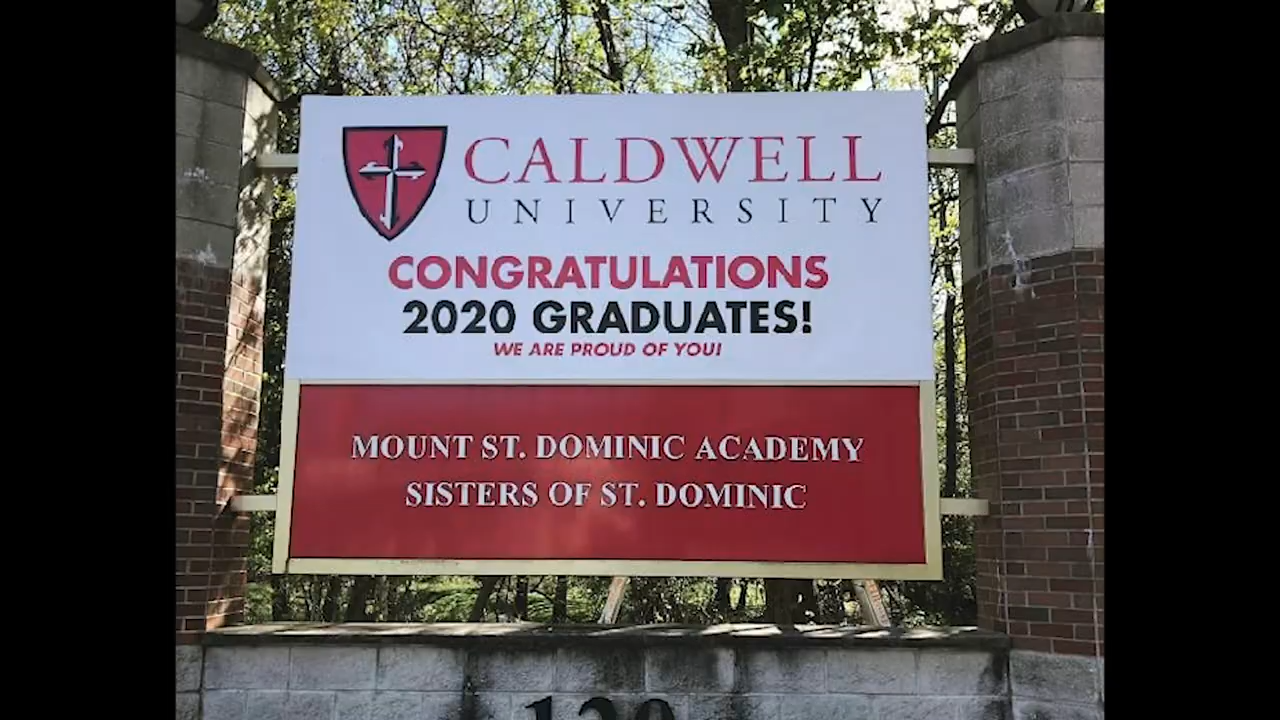 CALDWELL
UNIVERSITY
CONGRATULATIONS
2020 GRADUATES!
WE ARE PROUD OF YOU!
MOUNT ST. DOMINIC ACADEMY
SISTERS OF ST. DOMINIC